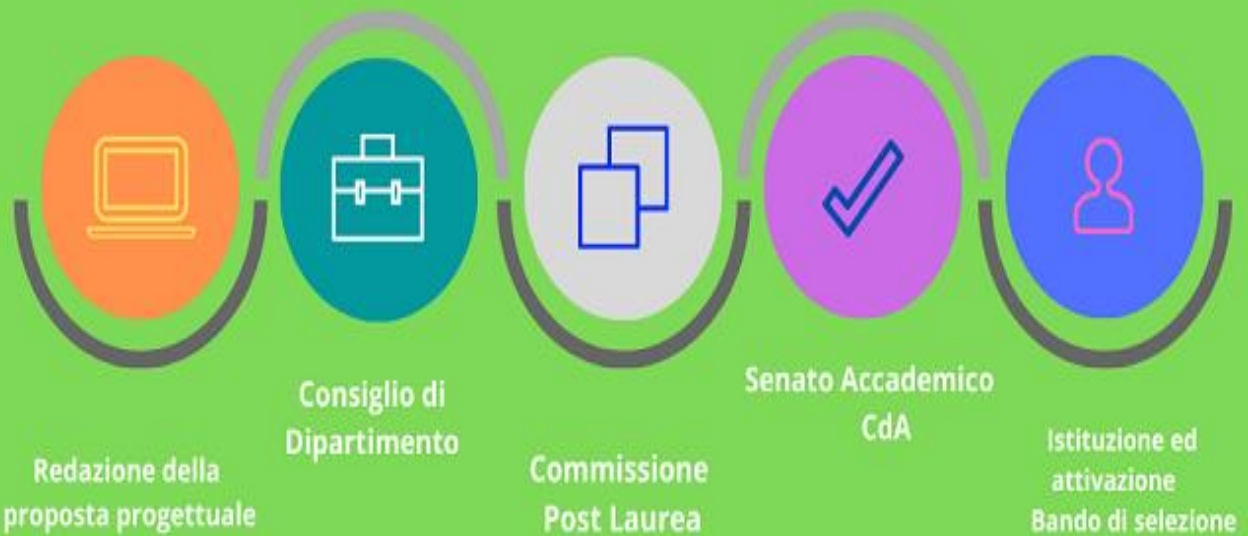 Redazione della
proposta progettuale
Consiglio di
Dipartimento
Commissione
Post Laurea
Senato Accademico
CdA
Istituzione ed
attivazione
Bando di selezione